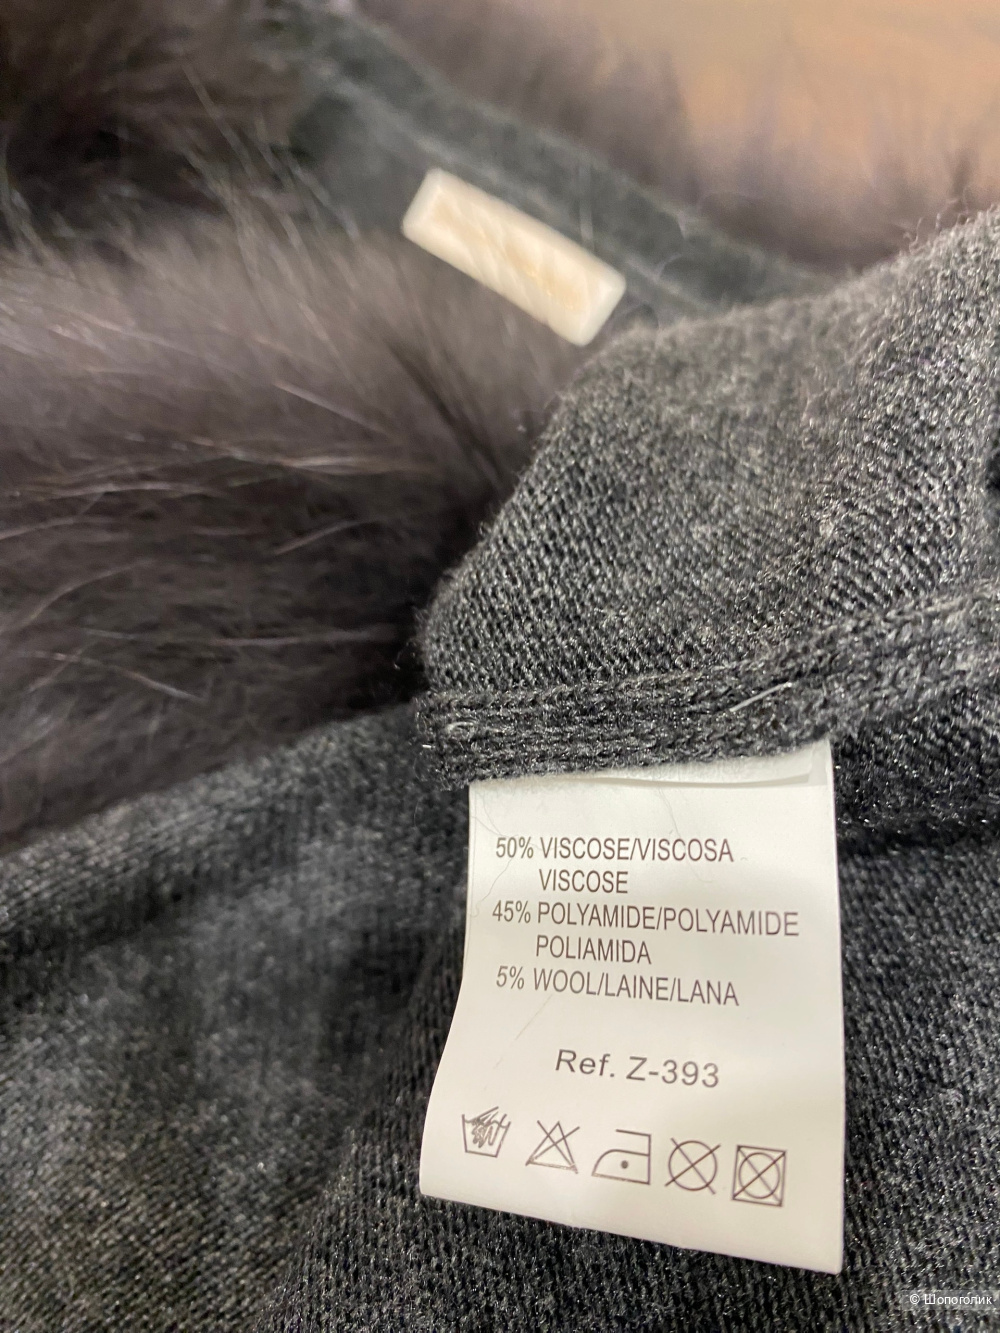 50% VISCOSE/VISCOSA
VISCOSE
45% POLYAMIDE/POLYAMIDE
POLIAMIDA
5% WOOL/LAINE/LANA
Ref. Z-393
© Шопоголик